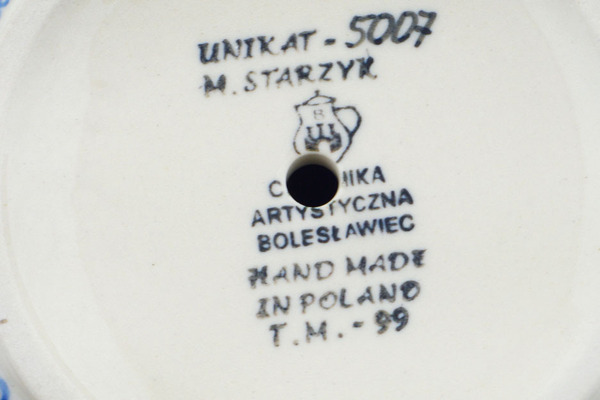 UNIKAT - 5007
M. STARZYK
B
ARTYSTYCZNA
BOLESŁAWIEC
HAND MADE
IN POLAND
T.M. - 99